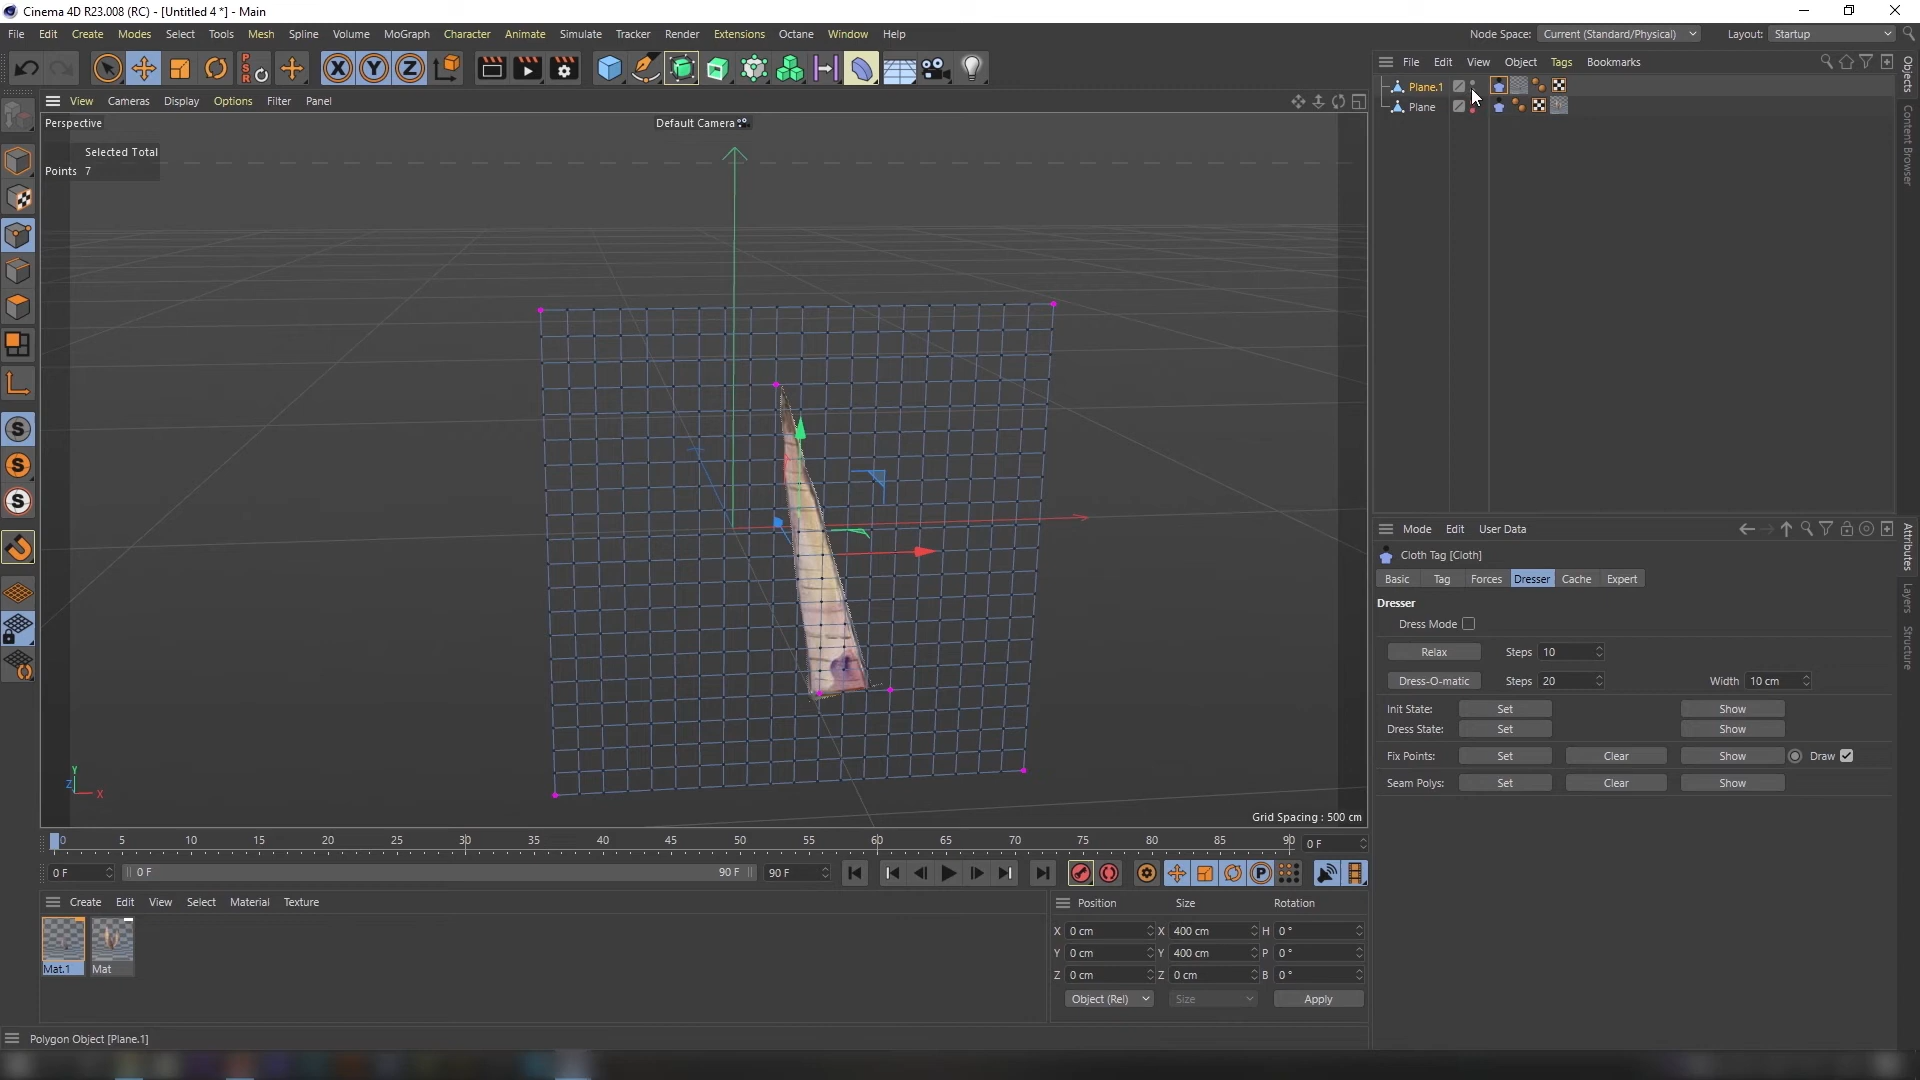 Cinema 4D R23.008 (RC) - [Untitled 4 *] - Main
File Edit Create Modes Select Tools Mesh Spline Volume MoGraph Character Animate Simulate Tracker Render Extensions Octane Window Help Node Space: Current (Standard/Physical) Layout: Startup
X Y Z PSR
File Edit View Object Tags Bookmarks
Plane.1
Plane
View Cameras Display Options Filter Panel
Perspective Default Camera
Selected Total
Points 7
Y
Z X
Grid Spacing : 500 cm
Objects
Content Browser
Mode Edit User Data
Cloth Tag [Cloth]
Basic Tag Forces Dresser Cache Expert
Dresser
Dress Mode
Relax Steps 10
Dress-O-matic Steps 20 Width 10 cm
Init State: Set Show
Dress State: Set Show
Fix Points: Set Clear Show Draw
Seam Polys: Set Clear Show
Attributes
Layers
Structure
0 5 10 15 20 25 30 35 40 45 50 55 60 65 70 75 80 85 90 0 F
0 F 0 F 90 F 90 F
Create Edit View Select Material Texture
Mat.1 Mat
Position Size Rotation
X 0 cm X 400 cm H 0 °
Y 0 cm Y 400 cm P 0 °
Z 0 cm Z 0 cm B 0 °
Object (Rel) Size Apply
Polygon Object [Plane.1]